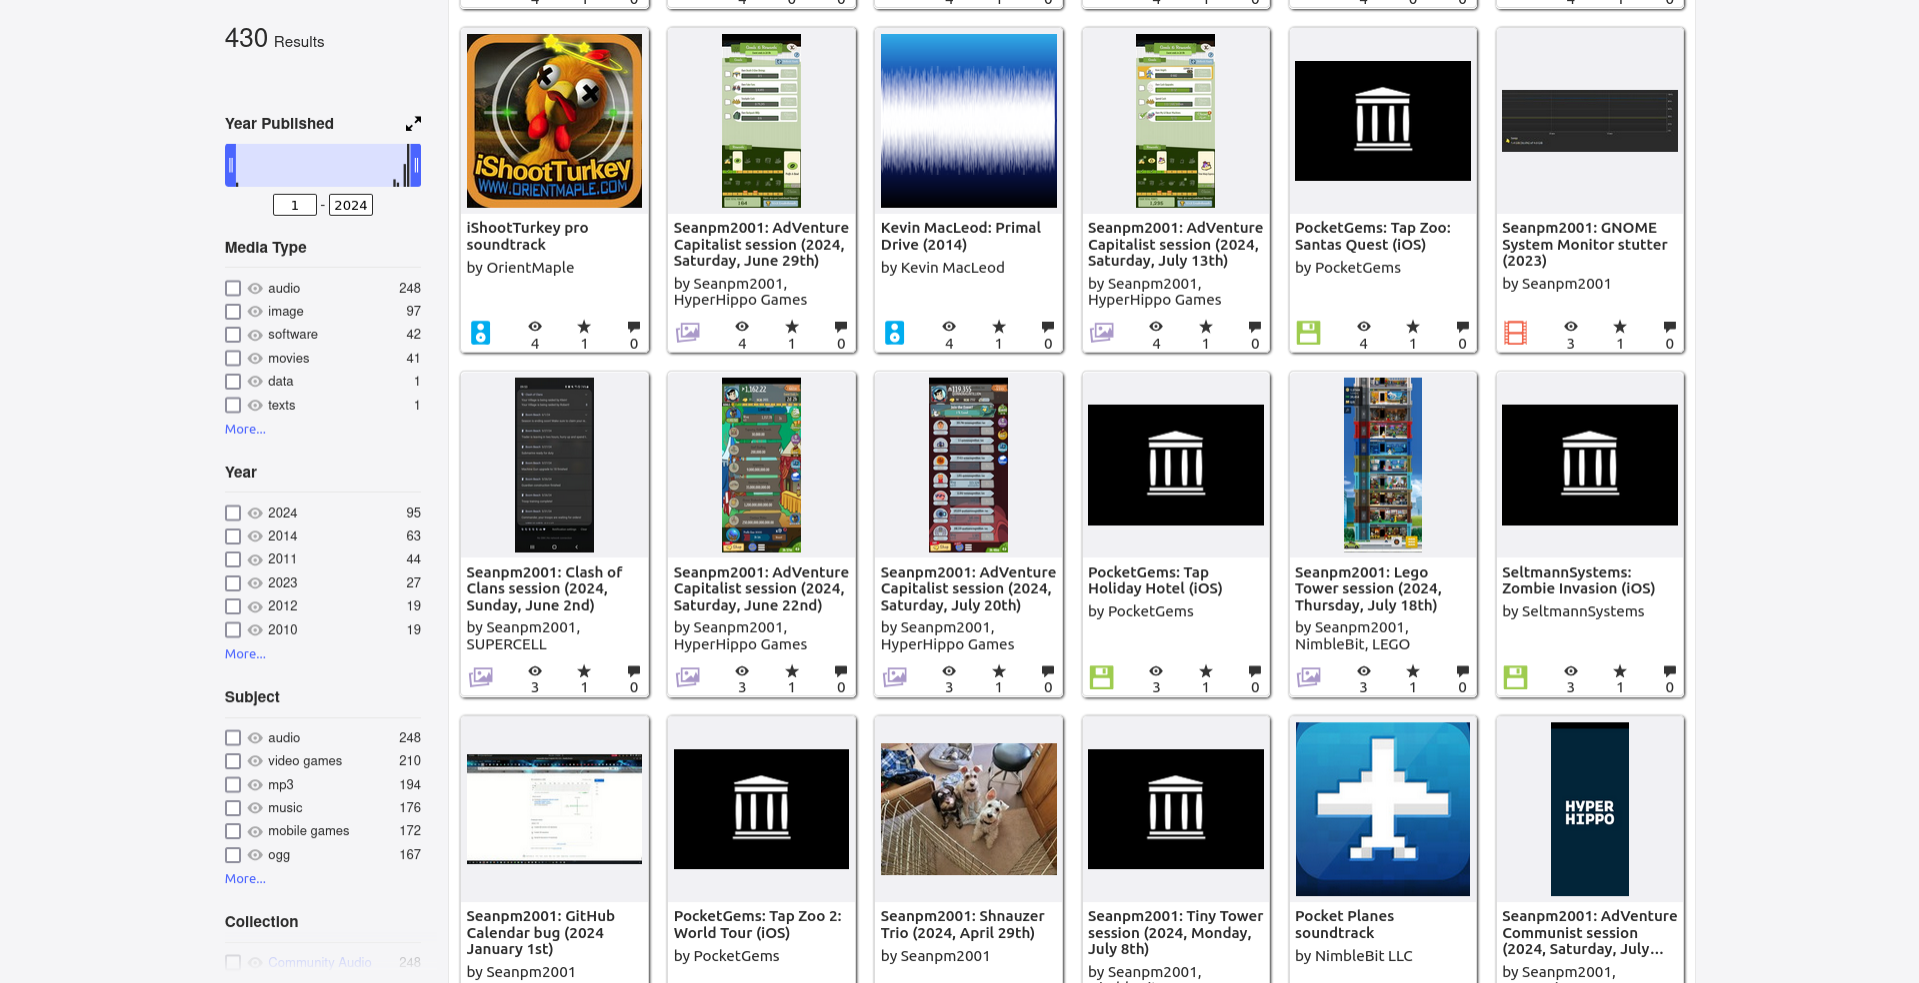 430 Results
Year Published
1 - 2024
Media Type
audio 248
image 97
software 42
movies 41
data 1
texts 1
More...
Year
2024 95
2014 63
2011 44
2023 27
2012 19
2010 19
More...
Subject
audio 248
video games 210
mp3 194
music 176
mobile games 172
ogg 167
More...
Collection
Community Audio 248
iShootTurkey
WWW.ORIENTMAPLE.COM
iShootTurkey pro
soundtrack
by OrientMaple
4 1 0
Seanpm2001: AdVenture
Capitalist session (2024,
Saturday, June 29th)
by Seanpm2001,
HyperHippo Games
4 1 0
Kevin MacLeod: Primal
Drive (2014)
by Kevin MacLeod
4 1 0
Seanpm2001: AdVenture
Capitalist session (2024,
Saturday, July 13th)
by Seanpm2001,
HyperHippo Games
4 1 0
PocketGems: Tap Zoo:
Santas Quest (iOS)
by PocketGems
4 1 0
Seanpm2001: GNOME
System Monitor stutter
(2023)
by Seanpm2001
3 1 0
Seanpm2001: Clash of
Clans session (2024,
Sunday, June 2nd)
by Seanpm2001,
SUPERCELL
3 1 0
Seanpm2001: AdVenture
Capitalist session (2024,
Saturday, June 22nd)
by Seanpm2001,
HyperHippo Games
3 1 0
Seanpm2001: AdVenture
Capitalist session (2024,
Saturday, July 20th)
by Seanpm2001,
HyperHippo Games
3 1 0
PocketGems: Tap
Holiday Hotel (iOS)
by PocketGems
3 1 0
Seanpm2001: Lego
Tower session (2024,
Thursday, July 18th)
by Seanpm2001,
NimbleBit, LEGO
3 1 0
SeltmannSystems:
Zombie Invasion (iOS)
by SeltmannSystems
3 1 0
Seanpm2001: GitHub
Calendar bug (2024
January 1st)
by Seanpm2001
PocketGems: Tap Zoo 2:
World Tour (iOS)
by PocketGems
Seanpm2001: Shnauzer
Trio (2024, April 29th)
by Seanpm2001
Seanpm2001: Tiny Tower
session (2024, Monday,
July 8th)
by Seanpm2001,
Pocket Planes
soundtrack
by NimbleBit LLC
HYPER
HIPPO
Seanpm2001: AdVenture
Communist session
(2024, Saturday, July...
by Seanpm2001,